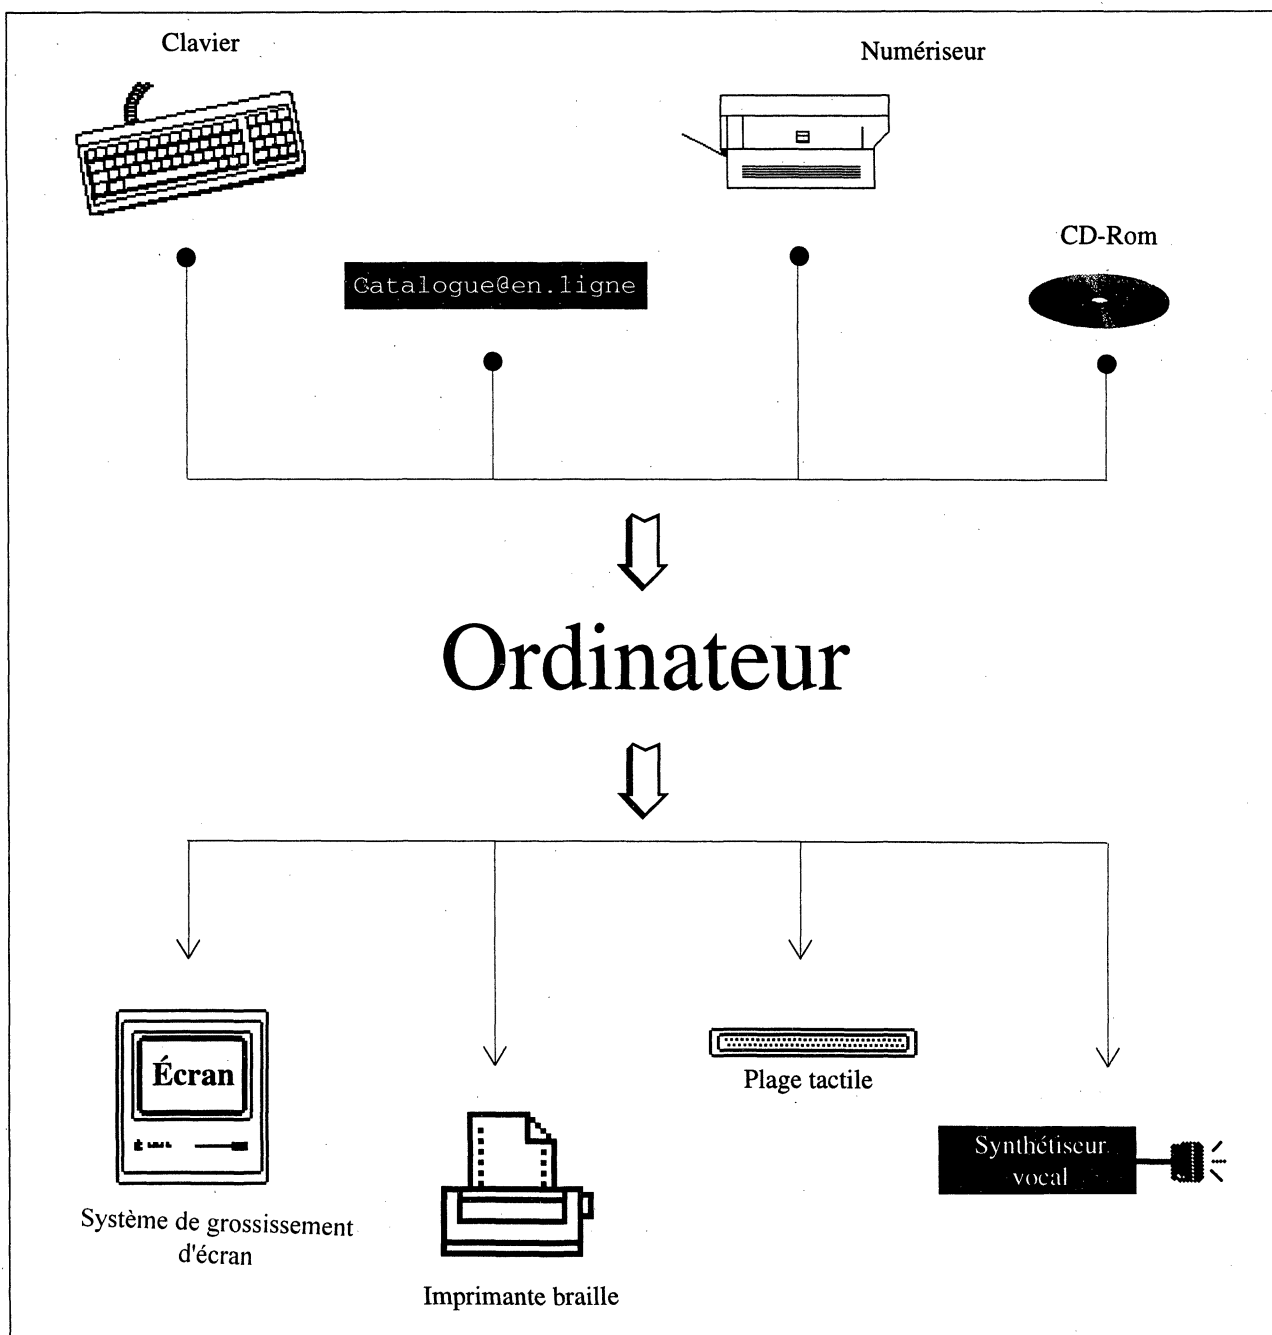 Clavier
Numériseur
CD-Rom
Catalogue@en.ligne
Ordinateur
Écran
Plage tactile
Synthétiseur
vocal
Système de grossissement
d'écran
Imprimante braille